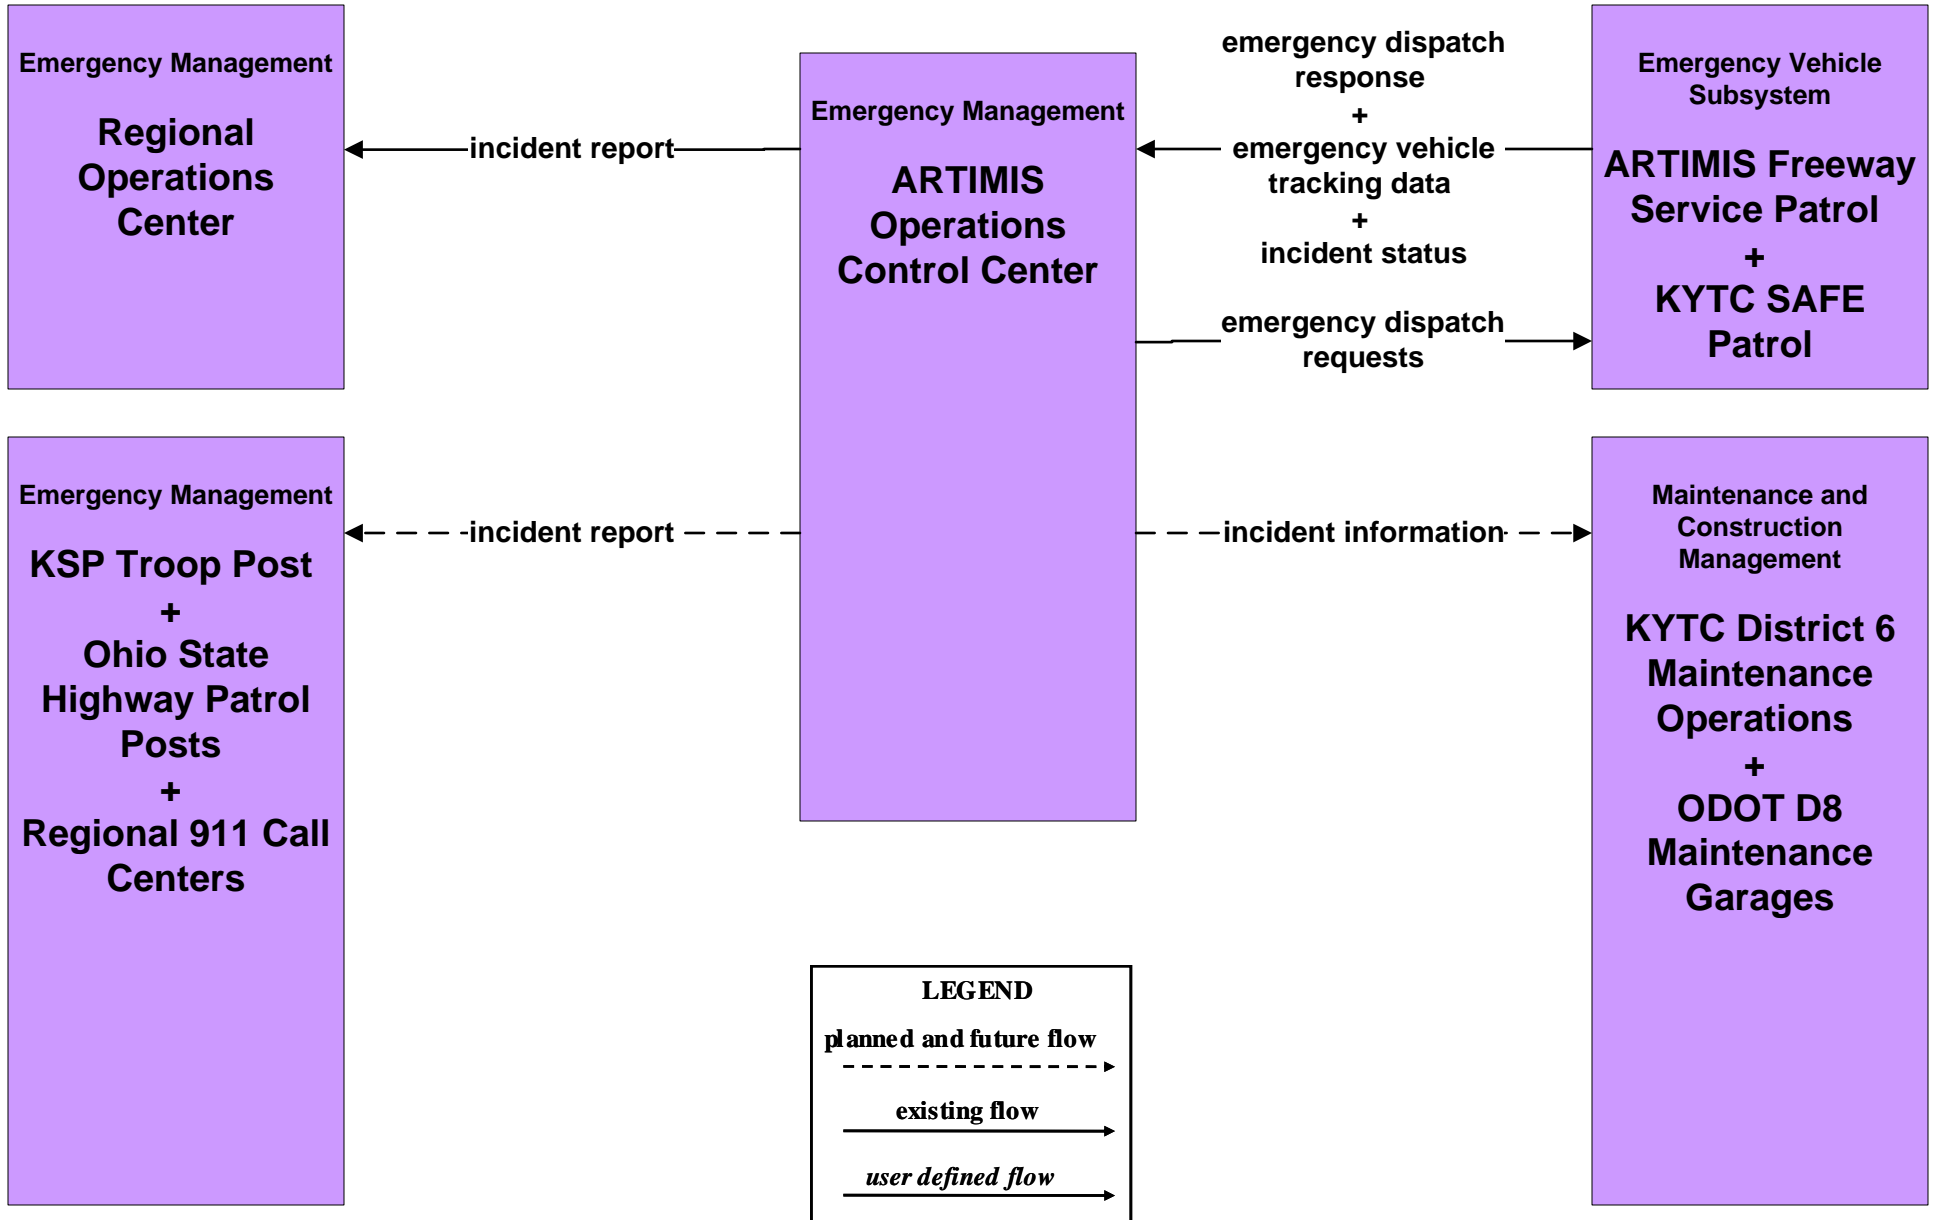 Emergency Management
Regional
Operations
Center
incident report
Emergency Management
ARTIMIS
Operations
Control Center
emergency dispatch
response
+
emergency vehicle
tracking data
+
incident status
emergency dispatch
requests
Emergency Vehicle
Subsystem
ARTIMIS Freeway
Service Patrol
+
KYTC SAFE
Patrol
Emergency Management
KSP Troop Post
+
Ohio State
Highway Patrol
Posts
+
Regional 911 Call
Centers
incident report
incident information
Maintenance and
Construction
Management
KYTC District 6
Maintenance
Operations
+
ODOT D8
Maintenance
Garages
LEGEND
planned and future flow
existing flow
user defined flow